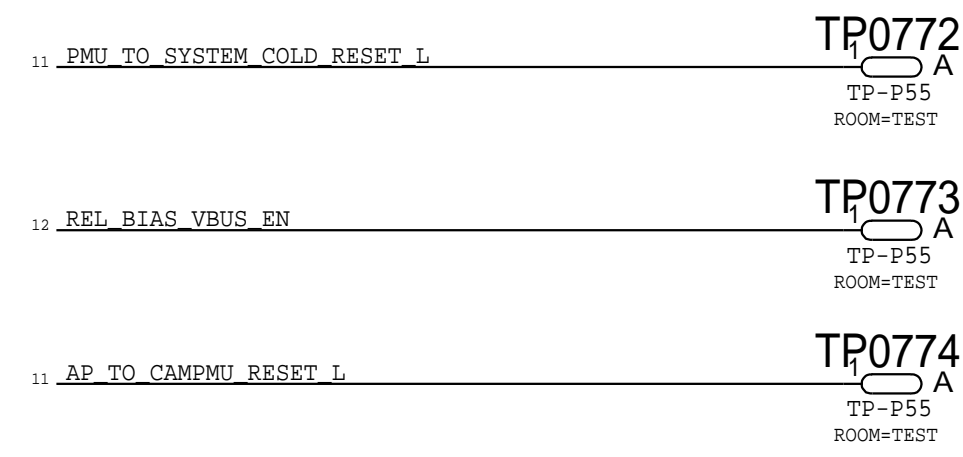 TP0772
11 PMU_TO_SYSTEM_COLD_RESET_L 1 A
TP-P55
ROOM=TEST
TP0773
12 REL_BIAS_VBUS_EN 1 A
TP-P55
ROOM=TEST
TP0774
11 AP_TO_CAMPMU_RESET_L 1 A
TP-P55
ROOM=TEST